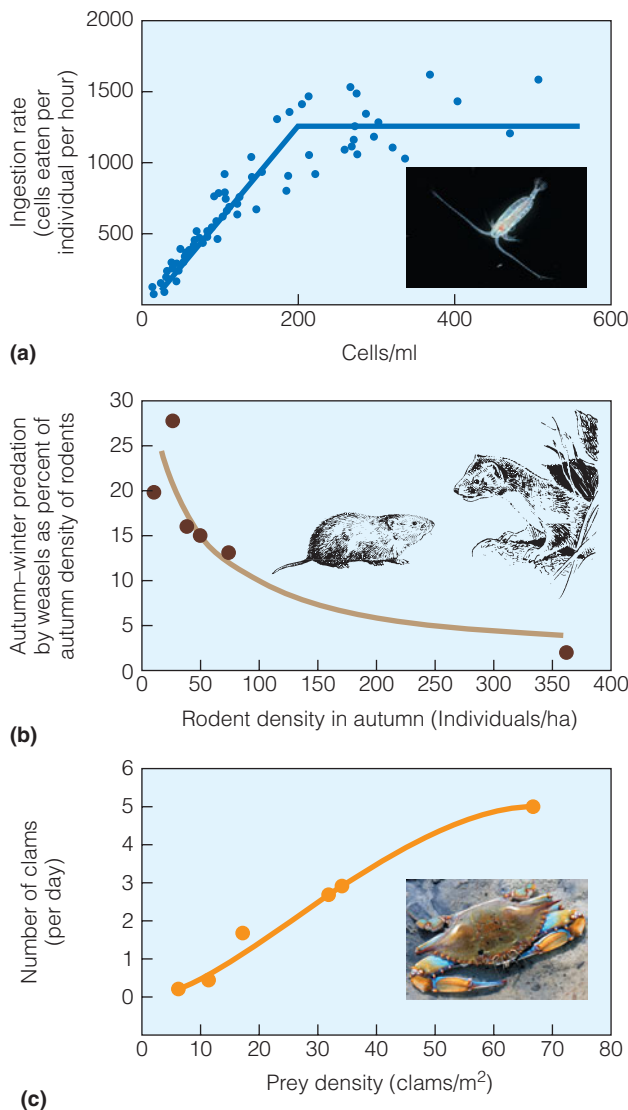 2000
1500
1000
500
0
Ingestion rate
(cells eaten per
individual per hour)
0 200 400 600
Cells/ml
(a)
30
25
20
15
10
5
0
Autumn–winter predation
by weasels as percent of
autumn density of rodents
0 50 100 150 200 250 300 350 400
Rodent density in autumn (Individuals/ha)
(b)
6
5
4
3
2
1
0
Number of clams
(per day)
0 10 20 30 40 50 60 70 80
Prey density (clams/m²)
(c)